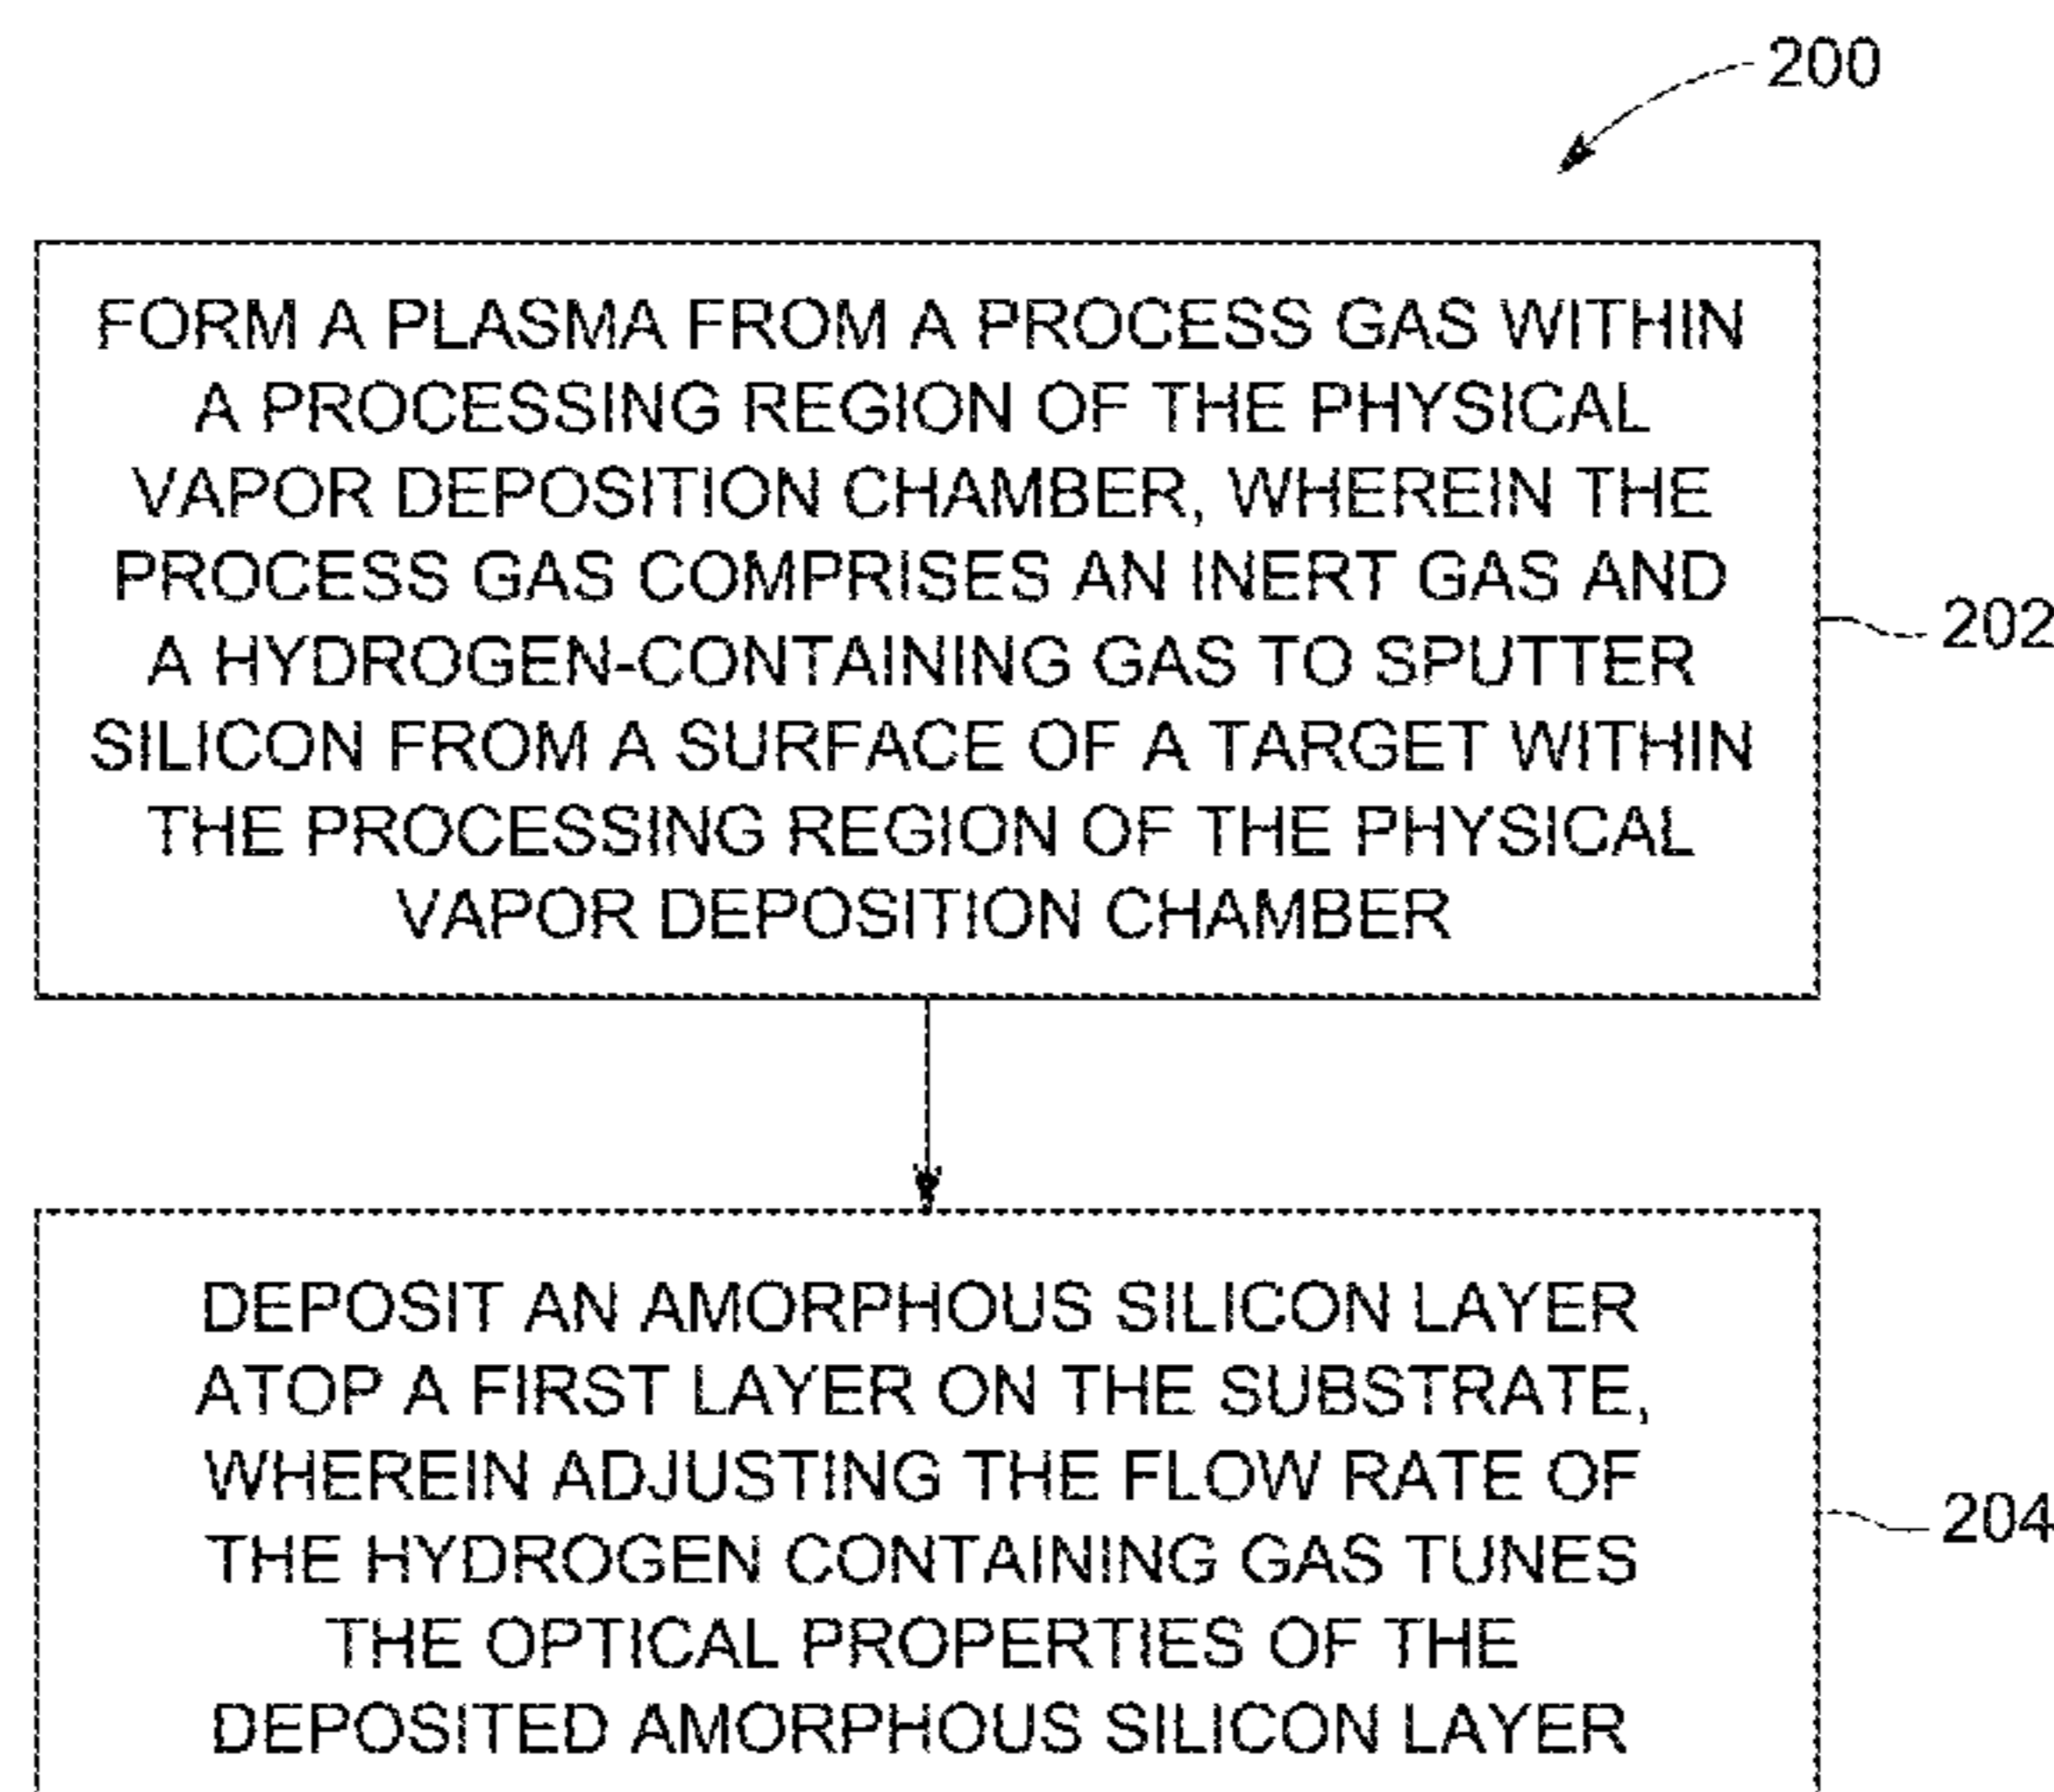 200
FORM A PLASMA FROM A PROCESS GAS WITHIN
A PROCESSING REGION OF THE PHYSICAL
VAPOR DEPOSITION CHAMBER, WHEREIN THE
PROCESS GAS COMPRISES AN INERT GAS AND
A HYDROGEN-CONTAINING GAS TO SPUTTER
SILICON FROM A SURFACE OF A TARGET WITHIN
THE PROCESSING REGION OF THE PHYSICAL
VAPOR DEPOSITION CHAMBER
202
DEPOSIT AN AMORPHOUS SILICON LAYER
ATOP A FIRST LAYER ON THE SUBSTRATE,
WHEREIN ADJUSTING THE FLOW RATE OF
THE HYDROGEN CONTAINING GAS TUNES
THE OPTICAL PROPERTIES OF THE
DEPOSITED AMORPHOUS SILICON LAYER
204